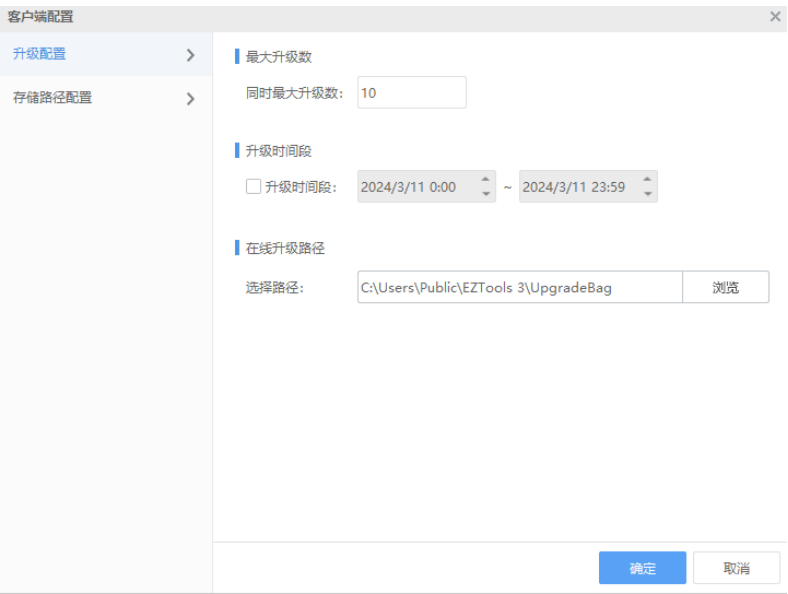 客户端配置
升级配置
存储路径配置
最大升级数
同时最大升级数: 10
升级时间段
升级时间段: 2024/3/11 0:00 ~ 2024/3/11 23:59
在线升级路径
选择路径: C:\Users\Public\EZTools 3\UpgradeBag 浏览
确定 取消